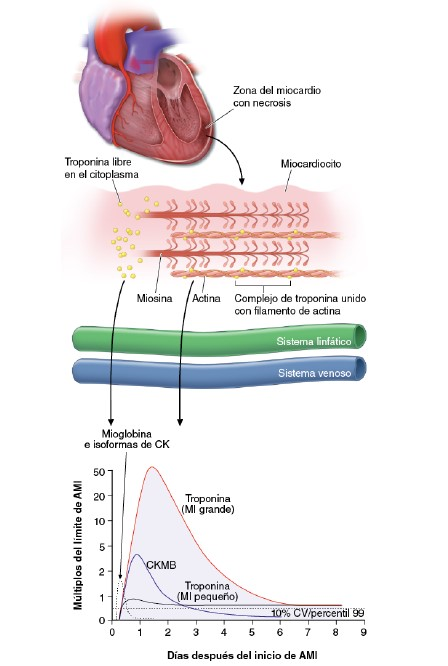 Zona del miocardio
con necrosis
Troponina libre
en el citoplasma
Miocardiocito
Miosina
Actina
Complejo de troponina unido
con filamento de actina
Sistema linfático
Sistema venoso
Mioglobina
e isoformas de CK
Múltiplos del límite de AMI
50
20
10
5
2
1
0
Troponina
(MI grande)
CKMB
Troponina
(MI pequeño)
10% CV/percentil 99
0 1 2 3 4 5 6 7 8 9
Días después del inicio de AMI